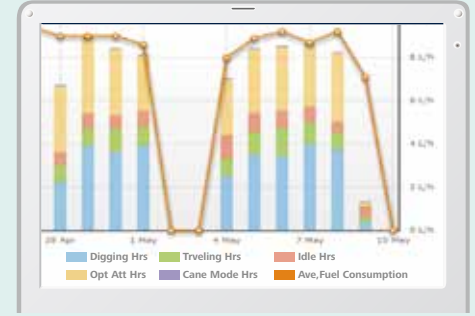 8 L/h
6 L/h
4 L/h
2 L/h
0 L/h
28 Apr 1 May 4 May 7 May 10 May
Digging Hrs Trveling Hrs Idle Hrs
Opt Att Hrs Cane Mode Hrs Ave,Fuel Consumption